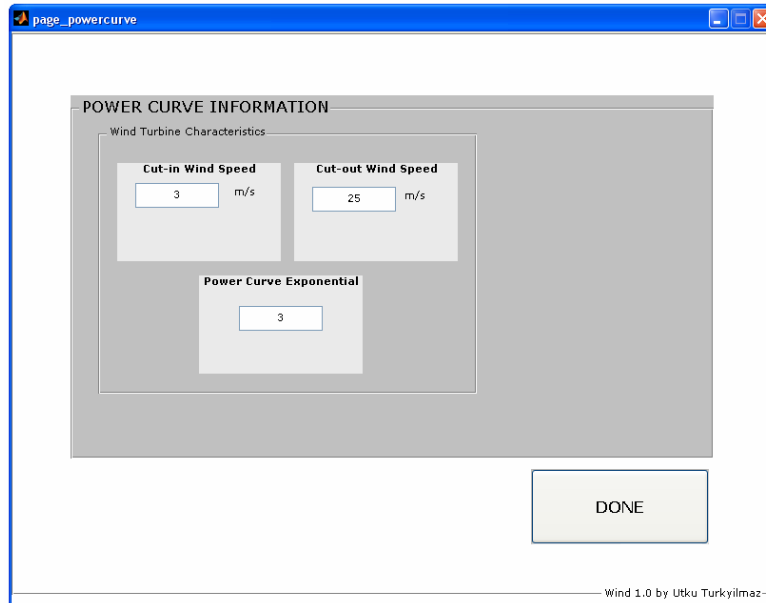 page_powercurve
POWER CURVE INFORMATION
Wind Turbine Characteristics
Cut-in Wind Speed
3 m/s
Cut-out Wind Speed
25 m/s
Power Curve Exponential
3
DONE
Wind 1.0 by Utku Turkyilmaz